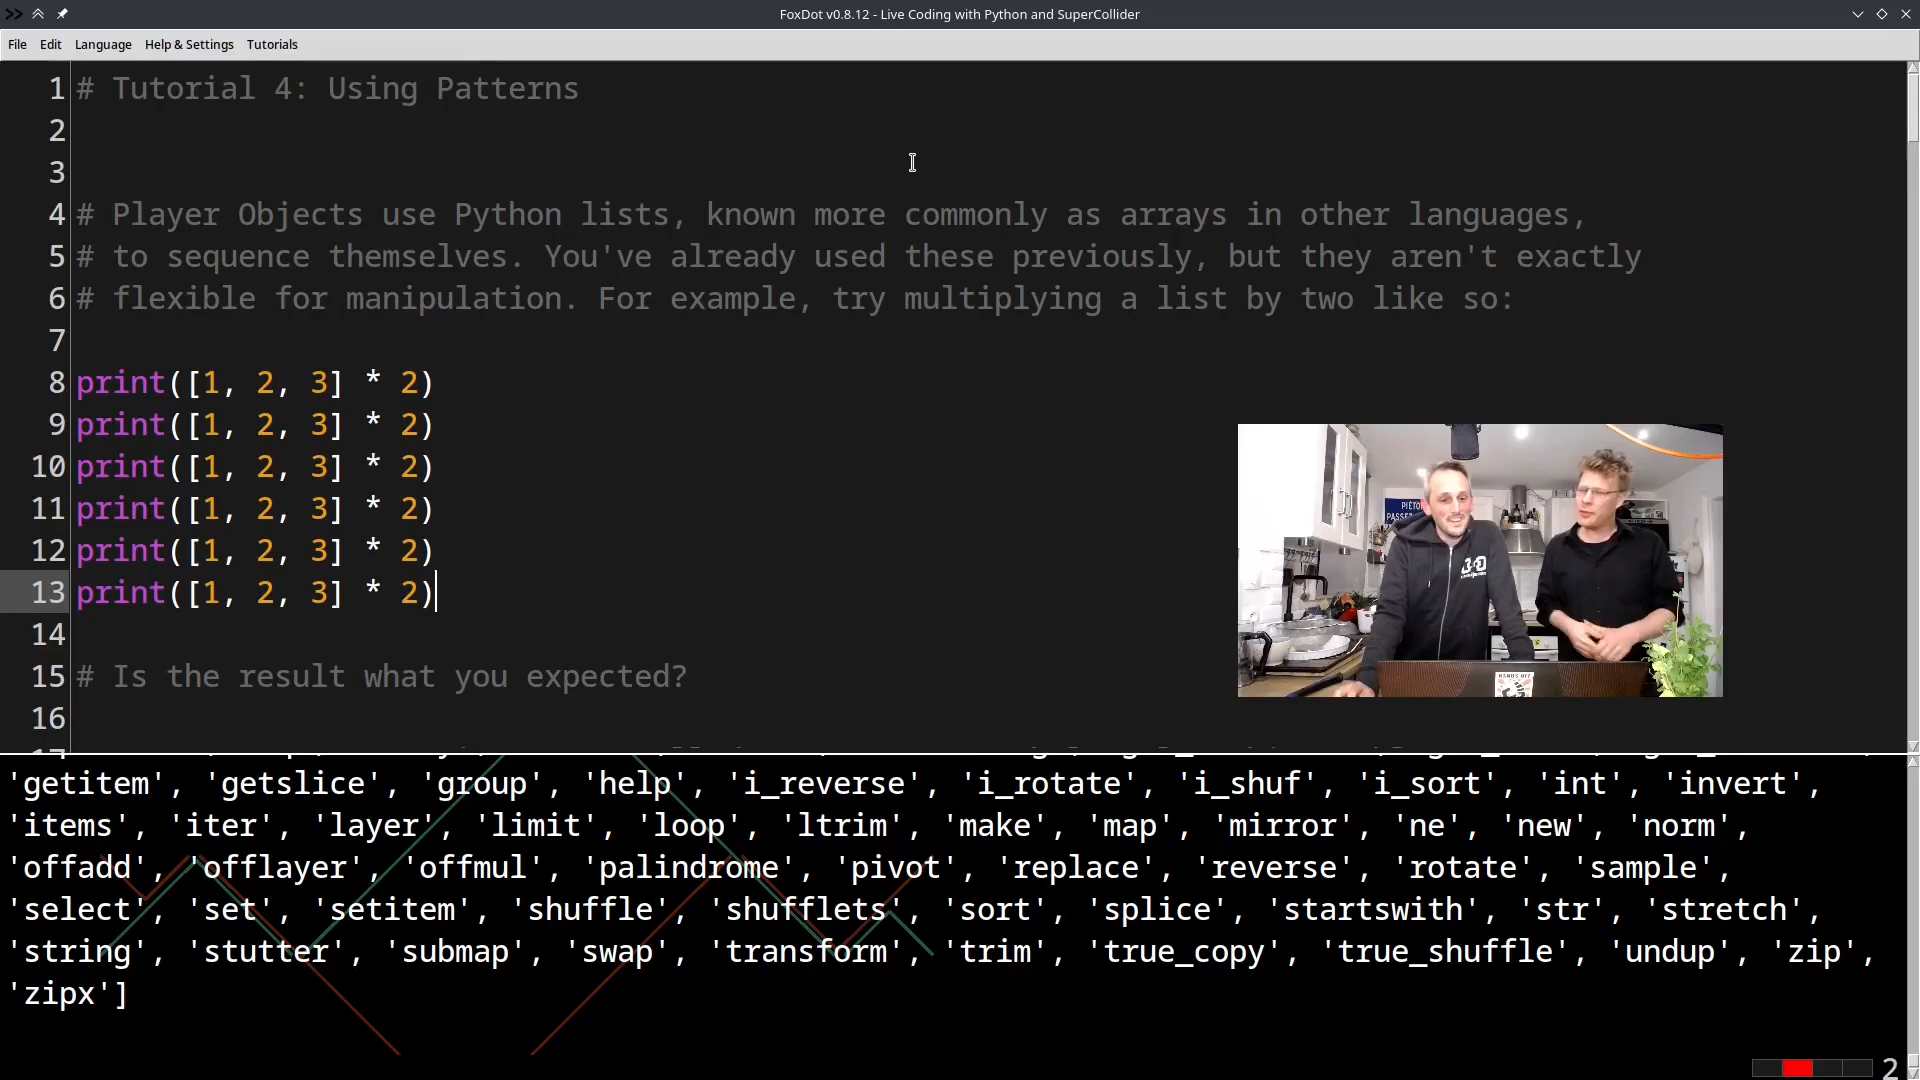 FoxDot v0.8.12 - Live Coding with Python and SuperCollider
File Edit Language Help & Settings Tutorials
1 # Tutorial 4: Using Patterns
2
3
4 # Player Objects use Python lists, known more commonly as arrays in other languages,
5 # to sequence themselves. You've already used these previously, but they aren't exactly
6 # flexible for manipulation. For example, try multiplying a list by two like so:
7
8 print([1, 2, 3] * 2)
9 print([1, 2, 3] * 2)
10 print([1, 2, 3] * 2)
11 print([1, 2, 3] * 2)
12 print([1, 2, 3] * 2)
13 print([1, 2, 3] * 2)
14
15 # Is the result what you expected?
16
'getitem', 'getslice', 'group', 'help', 'i_reverse', 'i_rotate', 'i_shuf', 'i_sort', 'int', 'invert',
'items', 'iter', 'layer', 'limit', 'loop', 'ltrim', 'make', 'map', 'mirror', 'ne', 'new', 'norm',
'offadd', 'offlayer', 'offmul', 'palindrome', 'pivot', 'replace', 'reverse', 'rotate', 'sample',
'select', 'set', 'setitem', 'shuffle', 'shufflets', 'sort', 'splice', 'startswith', 'str', 'stretch',
'string', 'stutter', 'submap', 'swap', 'transform', 'trim', 'true_copy', 'true_shuffle', 'undup', 'zip',
'zipx']
2